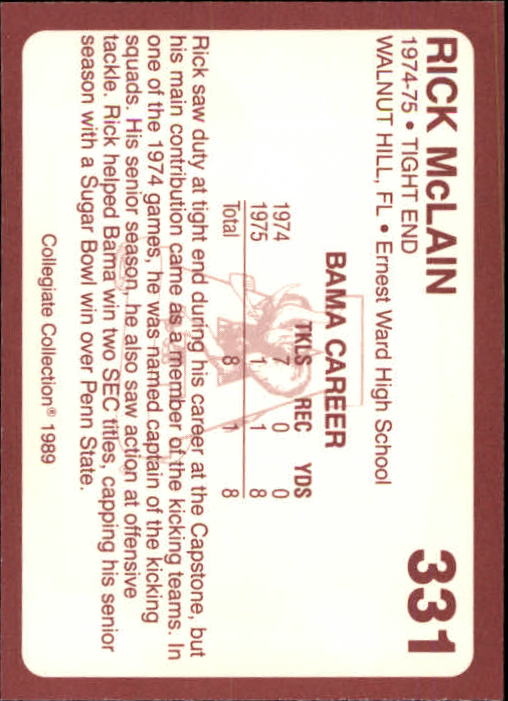 RICK McLAIN 331
1974-75 • TIGHT END
WALNUT HILL, FL • Ernest Ward High School
BAMA CAREER
TKLS REC YDS
1974 7 0 0
1975 1 1 8
Total 8 1 8
Rick saw duty at tight end during his career at the Capstone, but
his main contribution came as a member of the kicking teams. In
one of the 1974 games, he was named captain of the kicking
squads. His senior season, he also saw action at offensive
tackle. Rick helped Bama win two SEC titles, capping his senior
season with a Sugar Bowl win over Penn State.
Collegiate Collection® 1989